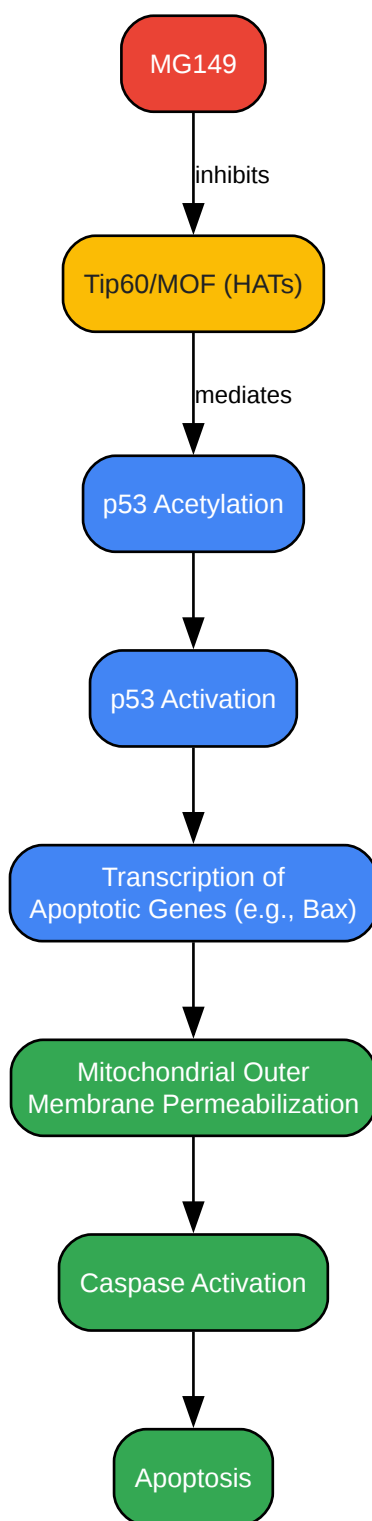 MG149
inhibits
Tip60/MOF (HATs)
mediates
p53 Acetylation
p53 Activation
Transcription of
Apoptotic Genes (e.g., Bax)
Mitochondrial Outer
Membrane Permeabilization
Caspase Activation
Apoptosis